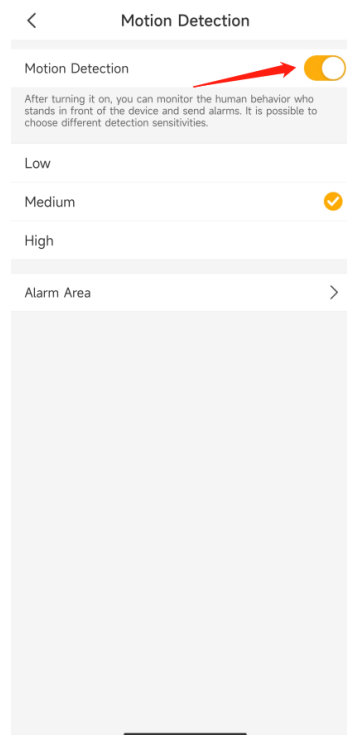 Motion Detection
Motion Detection
After turning it on, you can monitor the human behavior who
stands in front of the device and send alarms. It is possible to
choose different detection sensitivities.
Low
Medium
High
Alarm Area